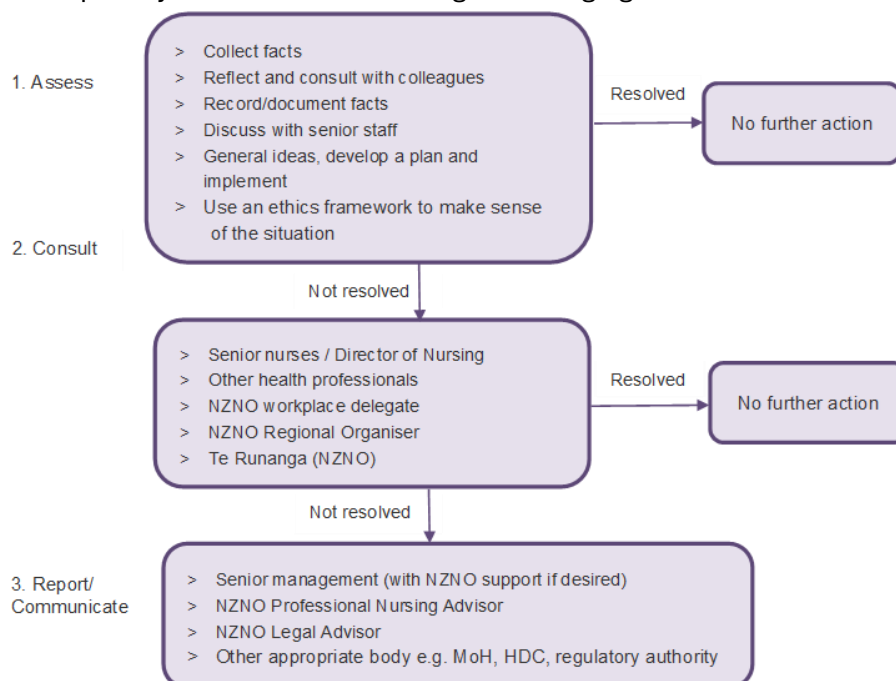 1. Assess
> Collect facts
> Reflect and consult with colleagues
> Record/document facts
> Discuss with senior staff
> General ideas, develop a plan and
implement
> Use an ethics framework to make sense
of the situation
Resolved
No further action
2. Consult
Not resolved
> Senior nurses / Director of Nursing
> Other health professionals
> NZNO workplace delegate
> NZNO Regional Organiser
> Te Runanga (NZNO)
Resolved
No further action
Not resolved
3. Report/
Communicate
> Senior management (with NZNO support if desired)
> NZNO Professional Nursing Advisor
> NZNO Legal Advisor
> Other appropriate body e.g. MoH, HDC, regulatory authority